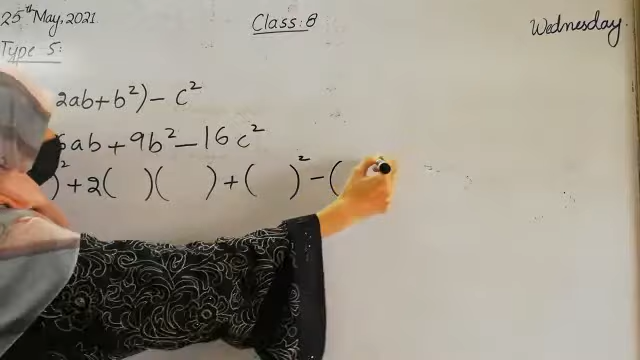 25th May, 2021. Class: 8 Wednesday.
Type 5:
2ab + b²) - c²
6ab + 9b² - 16c²
)² + 2( )( ) + ( )² - (